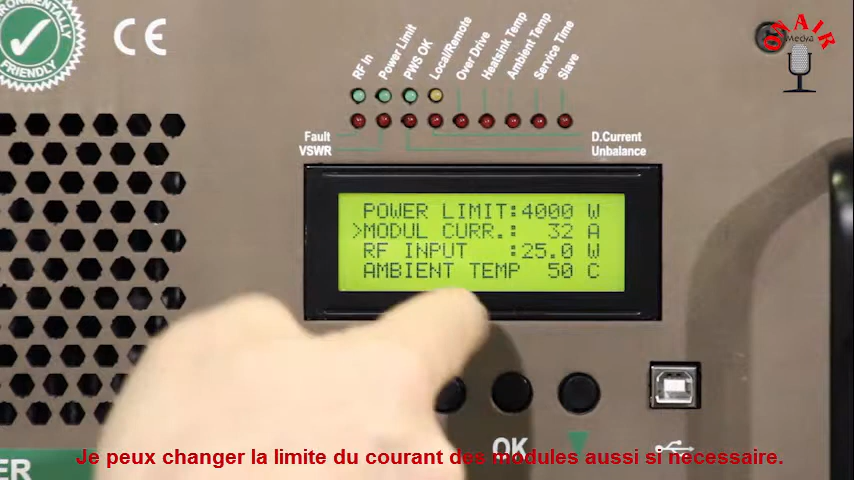 ENVIRONMENTALLY
FRIENDLY
CE
RF In
Power Limit
PWS OK
Local/Remote
Over Drive
Heatsink Temp
Ambient Temp
Service Time
Slave
Fault
VSWR
D.Current
Unbalance
ON AIR
Media
POWER LIMIT:4000 W
>MODUL CURR.: 32 A
RF INPUT :25.0 W
AMBIENT TEMP 50 C
OK
ER
Je peux changer la limite du courant des modules aussi si nécessaire.